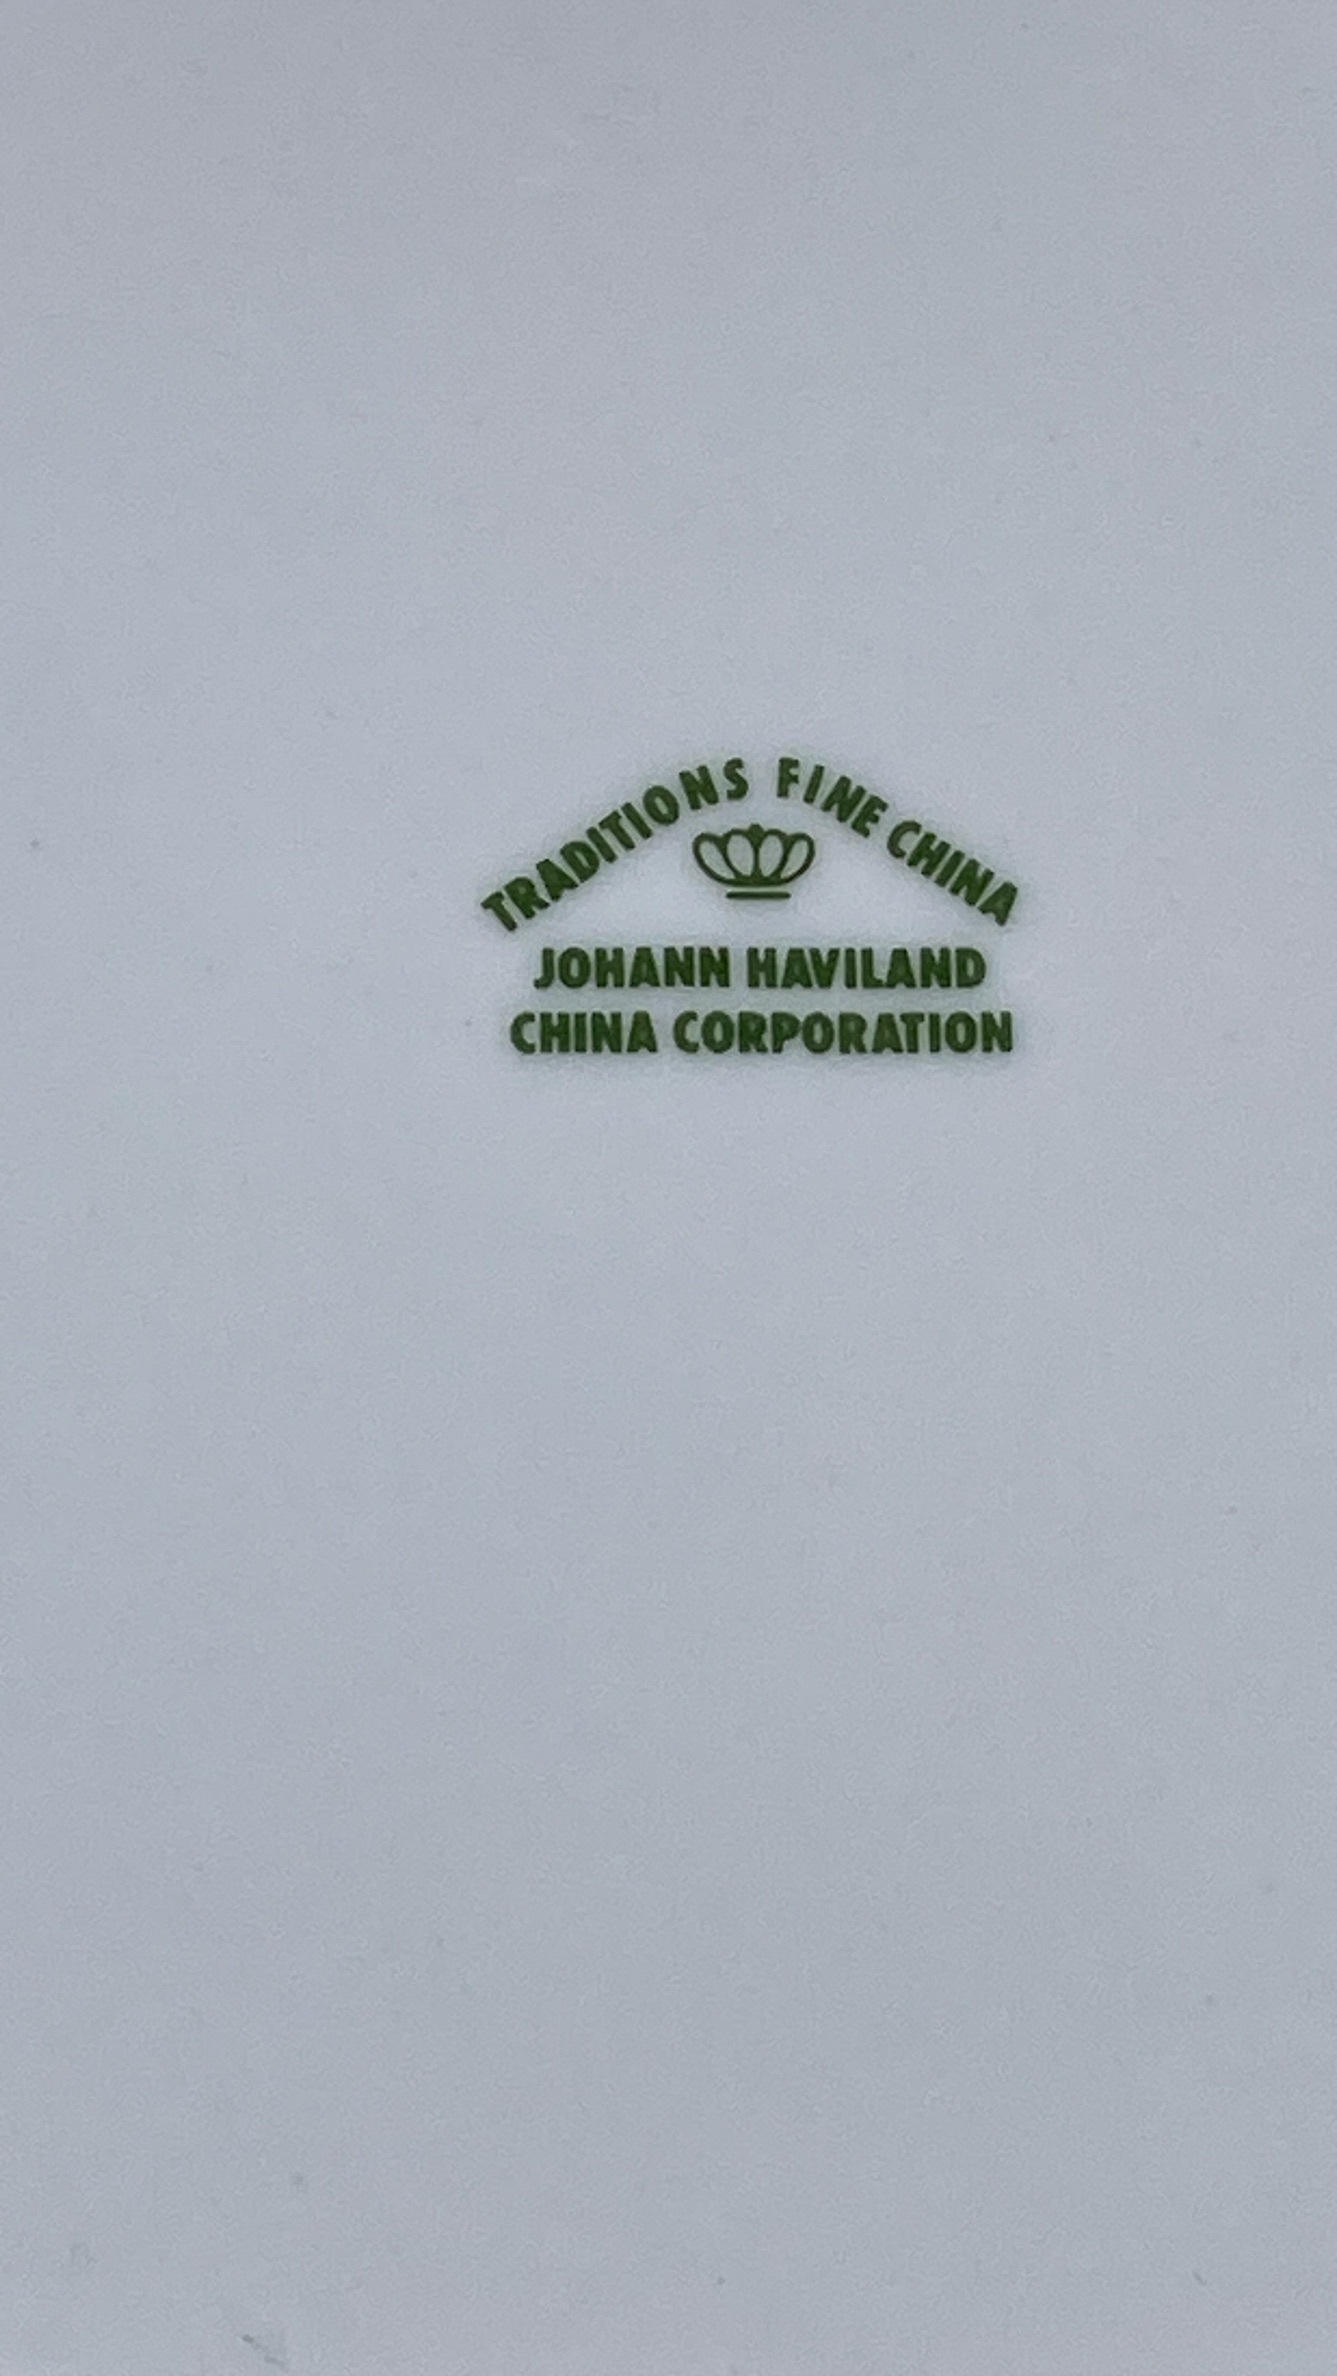 TRADITIONS FINE CHINA
JOHANN HAVILAND
CHINA CORPORATION